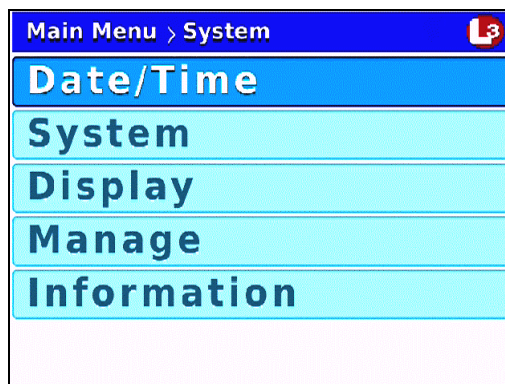 Main Menu > System
L3
Date/Time
System
Display
Manage
Information